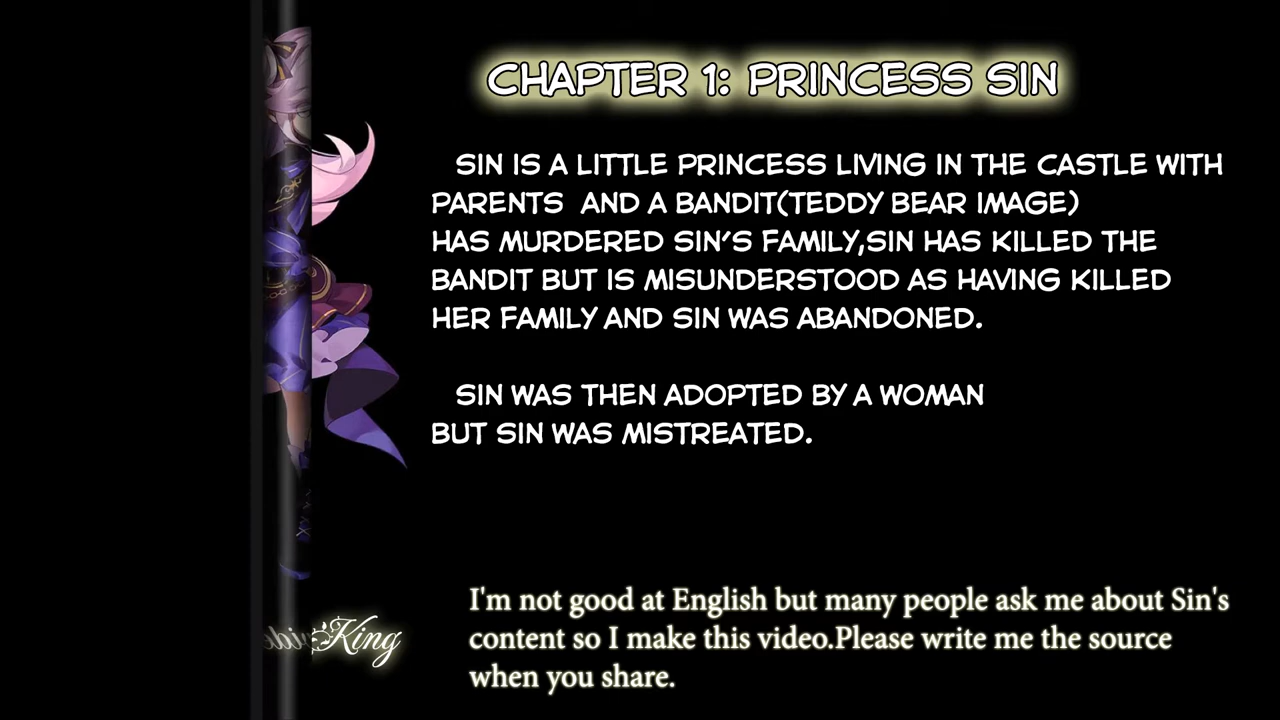 CHAPTER 1: PRINCESS SIN
SIN IS A LITTLE PRINCESS LIVING IN THE CASTLE WITH
PARENTS AND A BANDIT(TEDDY BEAR IMAGE)
HAS MURDERED SIN'S FAMILY,SIN HAS KILLED THE
BANDIT BUT IS MISUNDERSTOOD AS HAVING KILLED
HER FAMILY AND SIN WAS ABANDONED.
SIN WAS THEN ADOPTED BY A WOMAN
BUT SIN WAS MISTREATED.
I'm not good at English but many people ask me about Sin's
content so I make this video.Please write me the source
when you share.
King